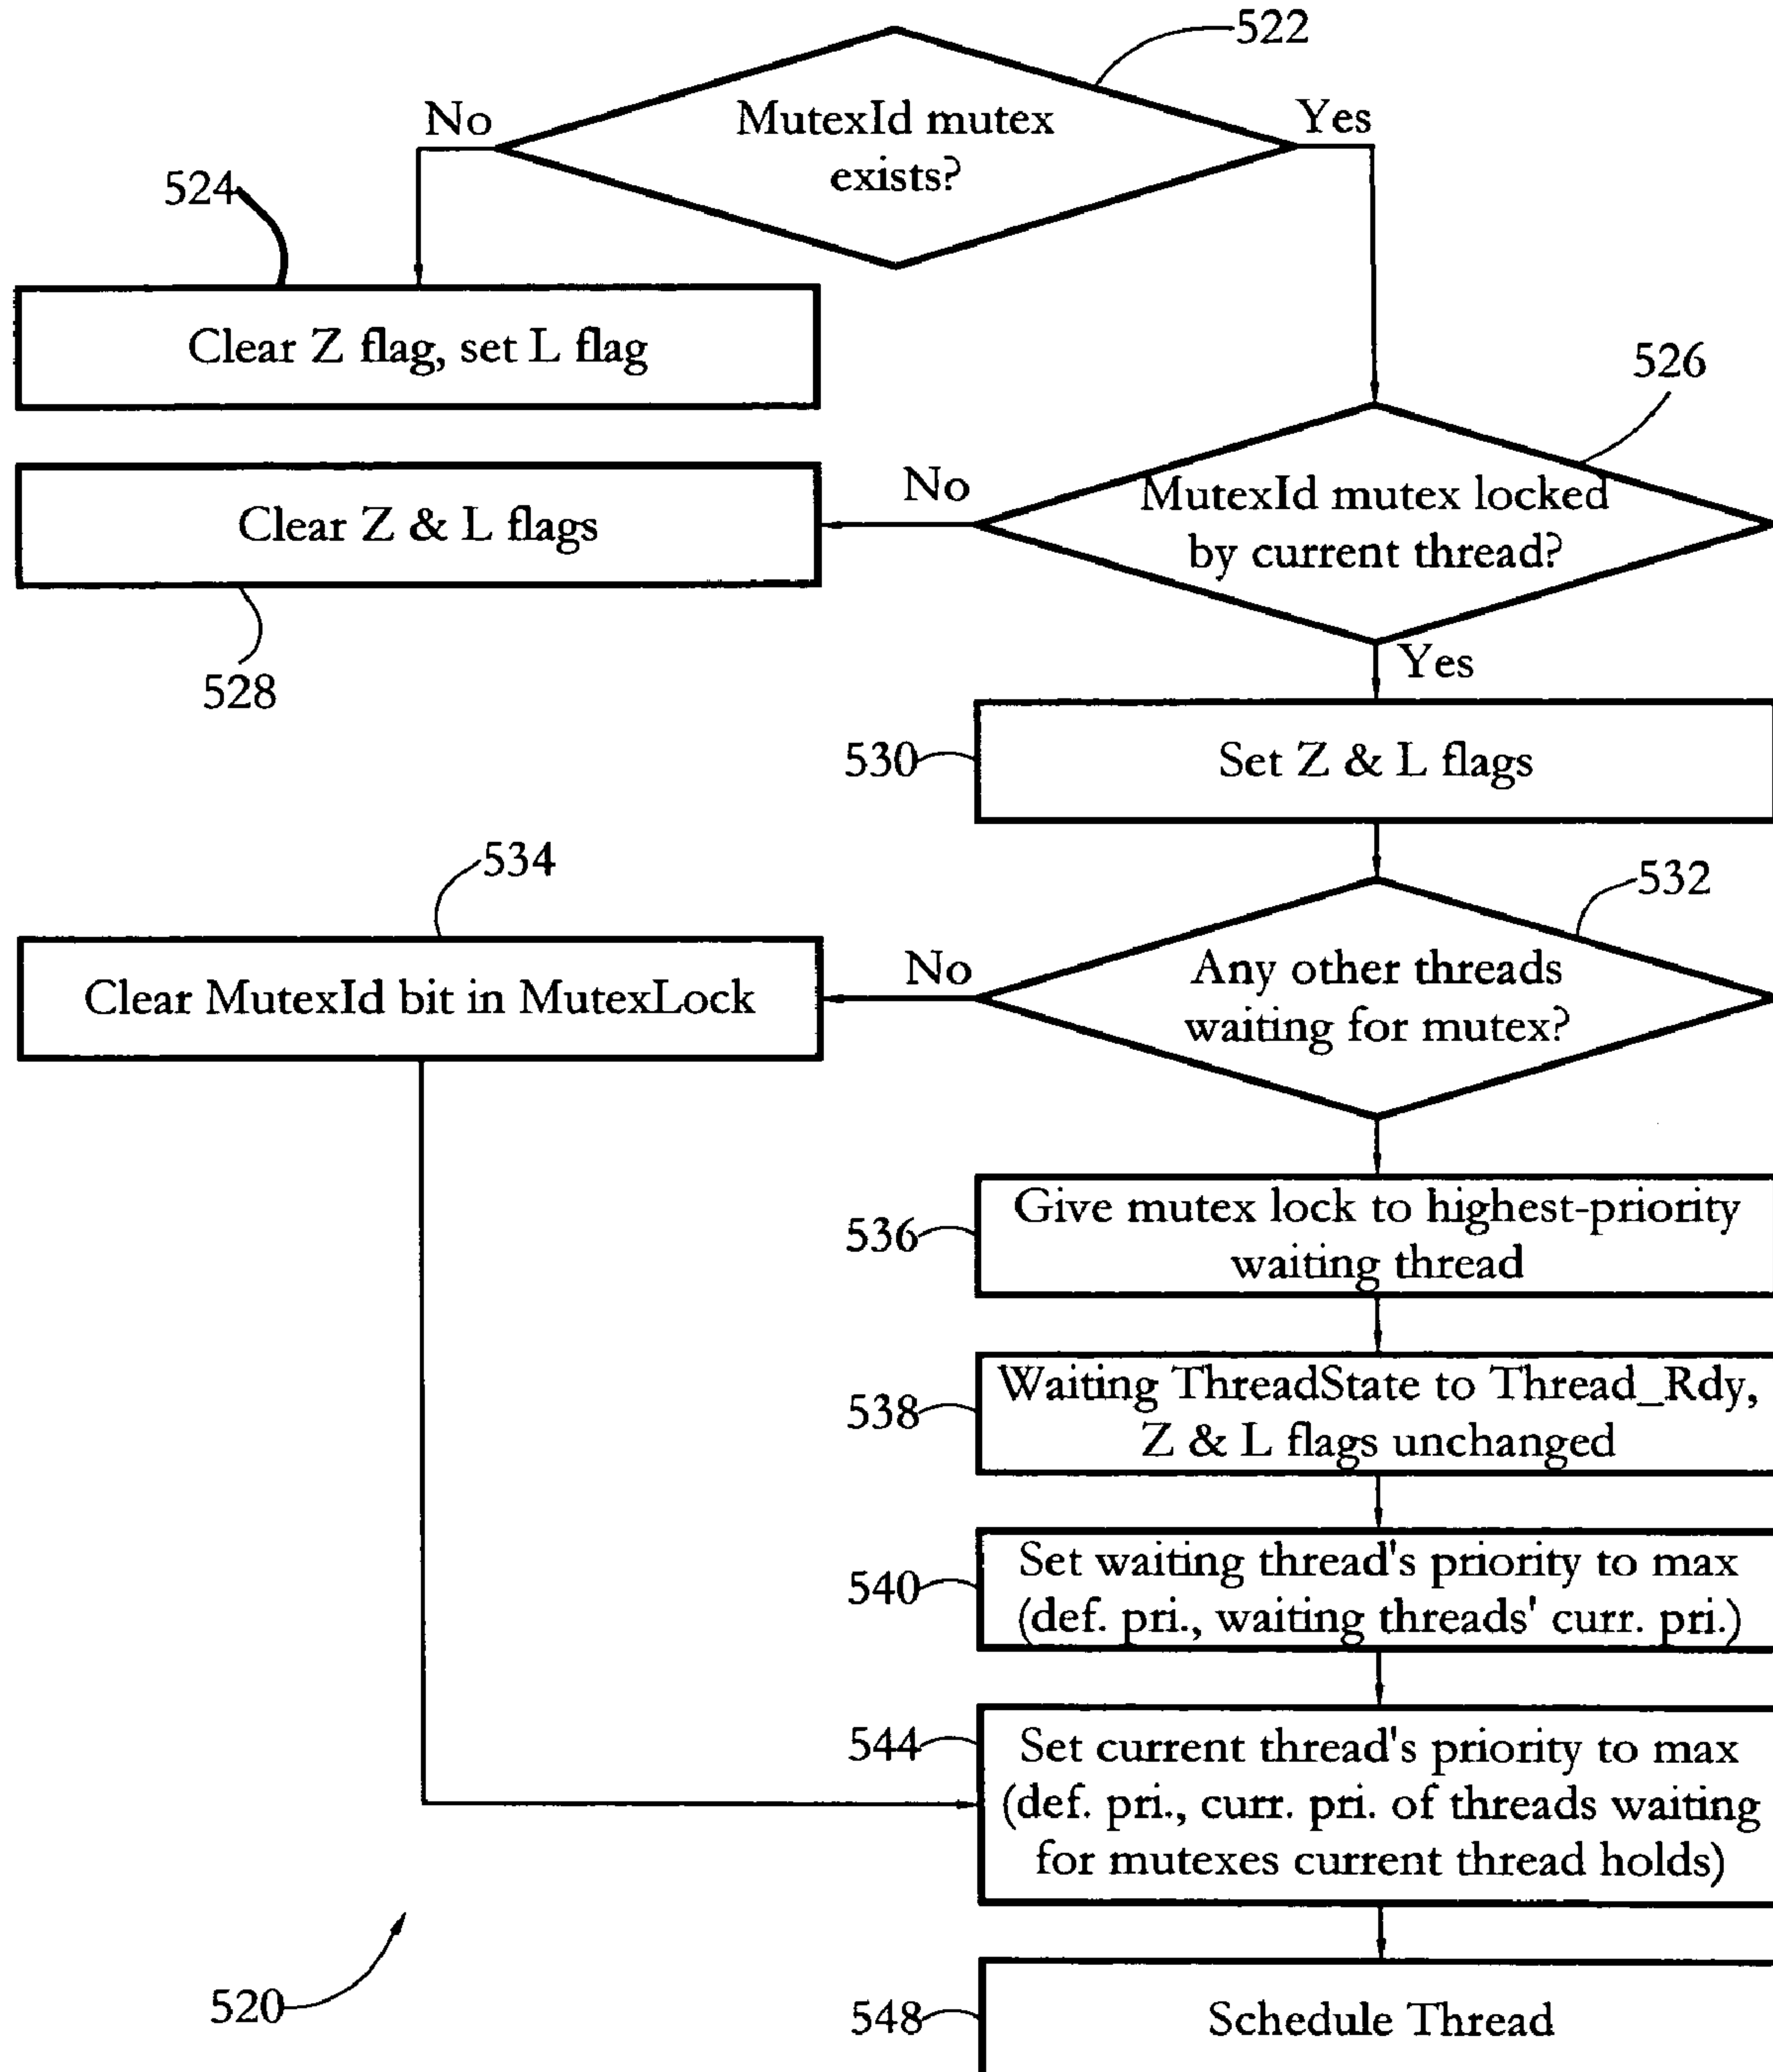 522
MutexId mutex
exists?
No
Yes
524
Clear Z flag, set L flag
526
MutexId mutex locked
by current thread?
No
Clear Z & L flags
528
Yes
530
Set Z & L flags
534
532
Any other threads
waiting for mutex?
No
Clear MutexId bit in MutexLock
536
Give mutex lock to highest-priority
waiting thread
538
Waiting ThreadState to Thread_Rdy,
Z & L flags unchanged
540
Set waiting thread's priority to max
(def. pri., waiting threads' curr. pri.)
544
Set current thread's priority to max
(def. pri., curr. pri. of threads waiting
for mutexes current thread holds)
520
548
Schedule Thread